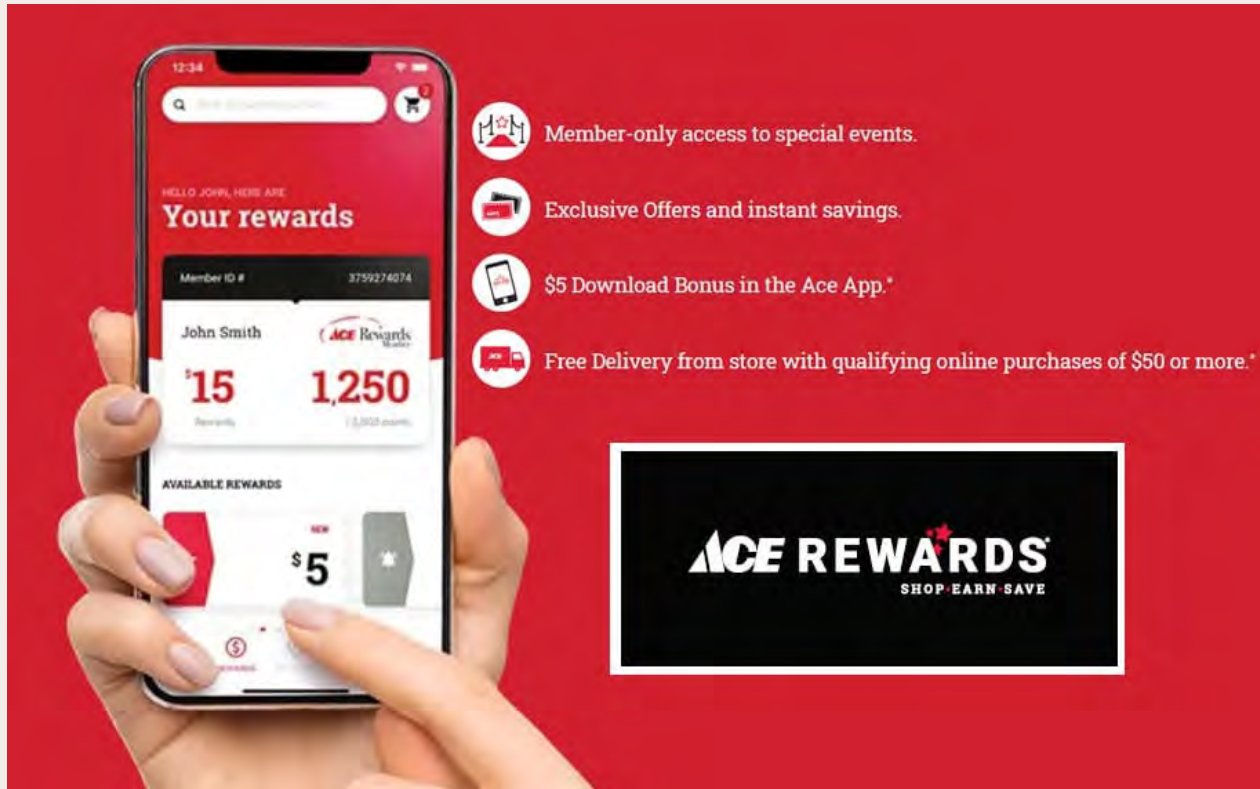 12:34
HELLO JOHN, HERE ARE
Your rewards
Member ID # 3759274074
John Smith
ACE Rewards
Member
$15 1,250
Rewards
AVAILABLE REWARDS
NEW
$5
Member-only access to special events.
Exclusive Offers and instant savings.
$5 Download Bonus in the Ace App.*
Free Delivery from store with qualifying online purchases of $50 or more.*
ACE REWARDS
SHOP•EARN•SAVE